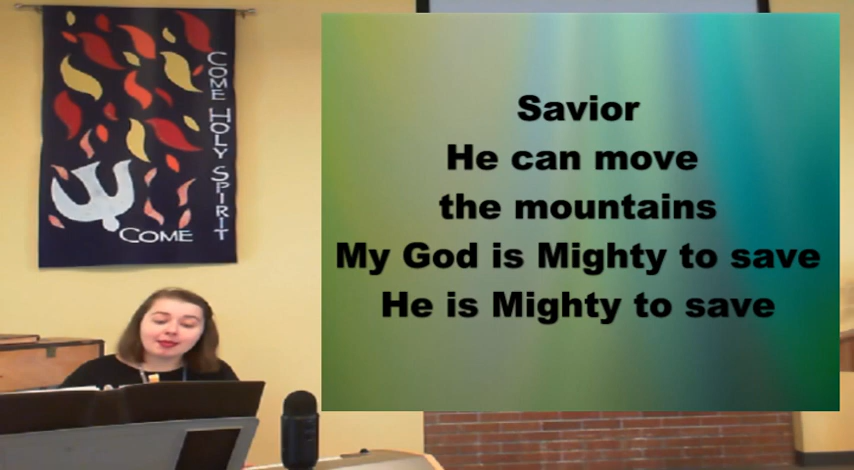 COME HOLY SPIRIT
COME
Savior
He can move
the mountains
My God is Mighty to save
He is Mighty to save